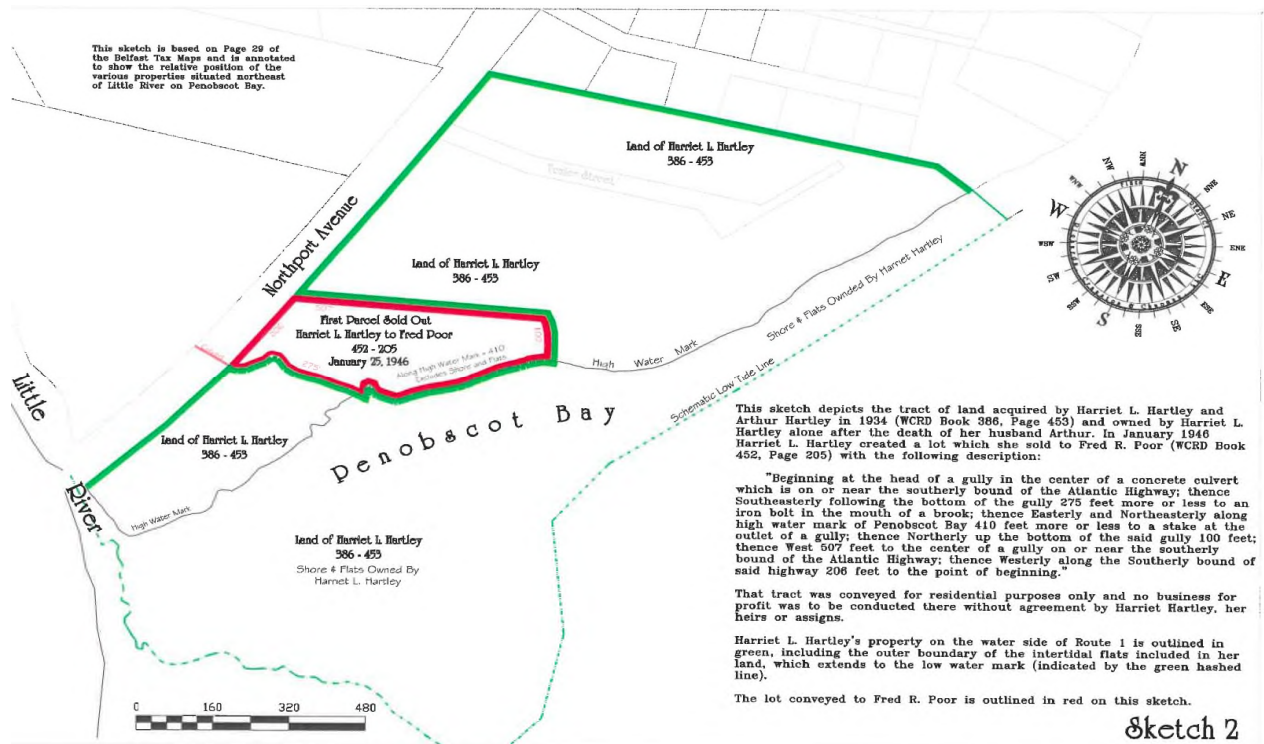 This sketch is based on Page 29 of
the Belfast Tax Maps and is annotated
to show the relative position of the
various properties situated northeast
of Little River on Penobscot Bay.
Land of Harriet L. Hartley
386 - 453
Northport Avenue
Land of Harriet L. Hartley
386 - 453
First Parcel Sold Out
Harriet L. Hartley to Fred Poor
452 - 205
January 25, 1946
Along High Water Mark - 410
Excludes Shore and Flats
275'
100
High Water Mark
Shore & Flats Ownded By Harriet Hartley
Schematic Low Tide Line
Penobscot Bay
Little
River
Land of Harriet L. Hartley
386 - 453
High Water Mark
Land of Harriet L. Hartley
386 - 453
Shore & Flats Owned By
Harriet L. Hartley
0 160 320 480
N
NNE
NE
ENE
E
ESE
SE
SSE
S
SSW
SW
WSW
W
WNW
NW
NNW
This sketch depicts the tract of land acquired by Harriet L. Hartley and
Arthur Hartley in 1934 (WCRD Book 386, Page 453) and owned by Harriet L.
Hartley alone after the death of her husband Arthur. In January 1946
Harriet L. Hartley created a lot which she sold to Fred R. Poor (WCRD Book
452, Page 205) with the following description:
"Beginning at the head of a gully in the center of a concrete culvert
which is on or near the southerly bound of the Atlantic Highway; thence
Southeasterly following the bottom of the gully 275 feet more or less to an
iron bolt in the mouth of a brook; thence Easterly and Northeasterly along
high water mark of Penobscot Bay 410 feet more or less to a stake at the
outlet of a gully; thence Northerly up the bottom of the said gully 100 feet;
thence West 507 feet to the center of a gully on or near the southerly
bound of the Atlantic Highway; thence Westerly along the Southerly bound of
said highway 206 feet to the point of beginning."
That tract was conveyed for residential purposes only and no business for
profit was to be conducted there without agreement by Harriet Hartley, her
heirs or assigns.
Harriet L. Hartley's property on the water side of Route 1 is outlined in
green, including the outer boundary of the intertidal flats included in her
land, which extends to the low water mark (indicated by the green hashed
line).
The lot conveyed to Fred R. Poor is outlined in red on this sketch.
Sketch 2